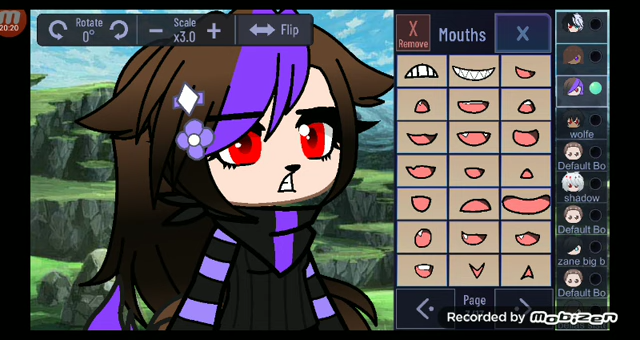 20:20
Rotate
0°
Scale
x3.0
Flip
X
Remove
Mouths
X
wolfe
Default Bo
shadow
Default Bo
zane big b
Default Bo
Page
Recorded by Mobizen